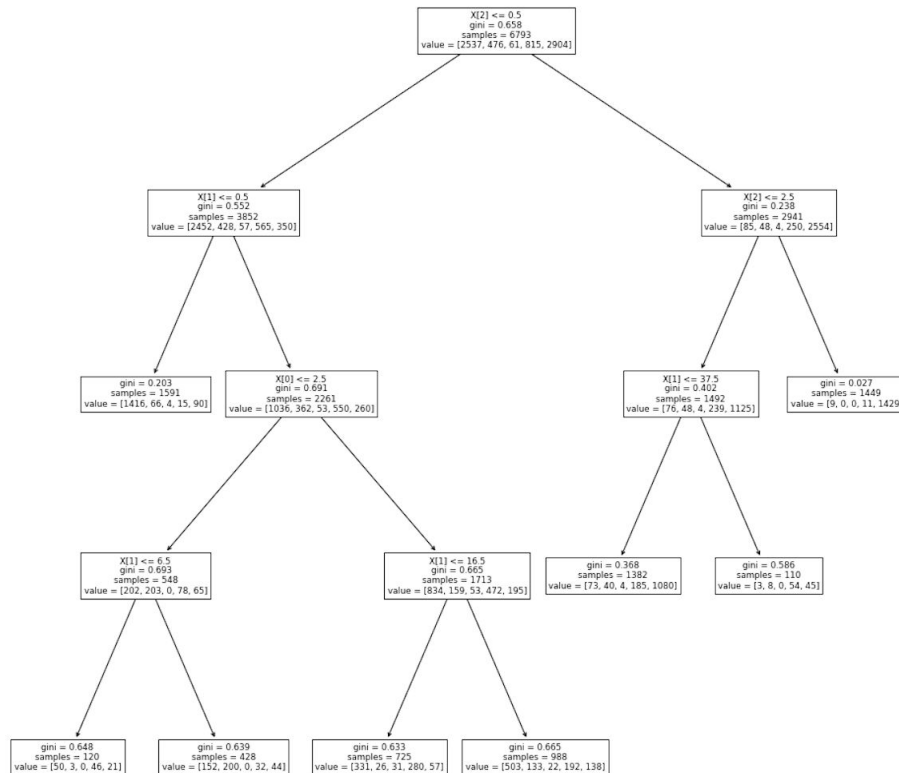 X[2] <= 0.5
gini = 0.658
samples = 6793
value = [2537, 476, 61, 815, 2904]
X[1] <= 0.5
gini = 0.552
samples = 3852
value = [2452, 428, 57, 565, 350]
X[2] <= 2.5
gini = 0.238
samples = 2941
value = [85, 48, 4, 250, 2554]
gini = 0.203
samples = 1591
value = [1416, 66, 4, 15, 90]
X[0] <= 2.5
gini = 0.691
samples = 2261
value = [1036, 362, 53, 550, 260]
X[1] <= 37.5
gini = 0.402
samples = 1492
value = [76, 48, 4, 239, 1125]
gini = 0.027
samples = 1449
value = [9, 0, 0, 11, 1429]
X[1] <= 6.5
gini = 0.693
samples = 548
value = [202, 203, 0, 78, 65]
X[1] <= 16.5
gini = 0.665
samples = 1713
value = [834, 159, 53, 472, 195]
gini = 0.368
samples = 1382
value = [73, 40, 4, 185, 1080]
gini = 0.586
samples = 110
value = [3, 8, 0, 54, 45]
gini = 0.648
samples = 120
value = [50, 3, 0, 46, 21]
gini = 0.639
samples = 428
value = [152, 200, 0, 32, 44]
gini = 0.633
samples = 725
value = [331, 26, 31, 280, 57]
gini = 0.665
samples = 988
value = [503, 133, 22, 192, 138]